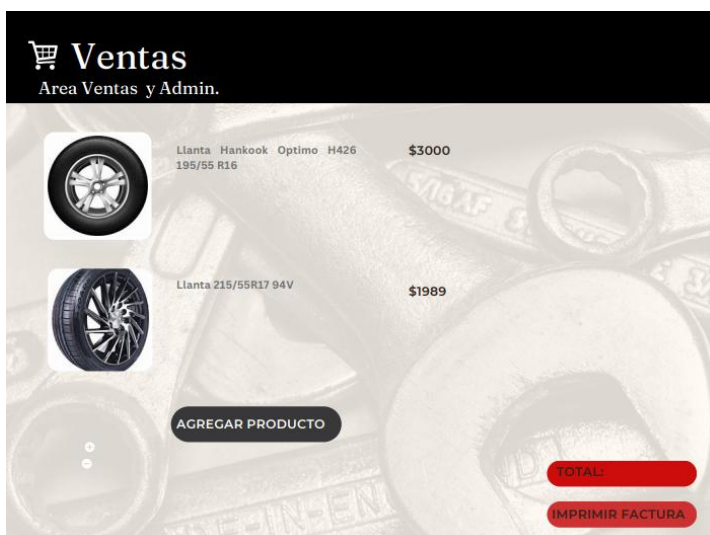 Ventas
Area Ventas y Admin.
Llanta Hankook Optimo H426
195/55 R16
$3000
Llanta 215/55R17 94V
$1989
AGREGAR PRODUCTO
TOTAL:
IMPRIMIR FACTURA